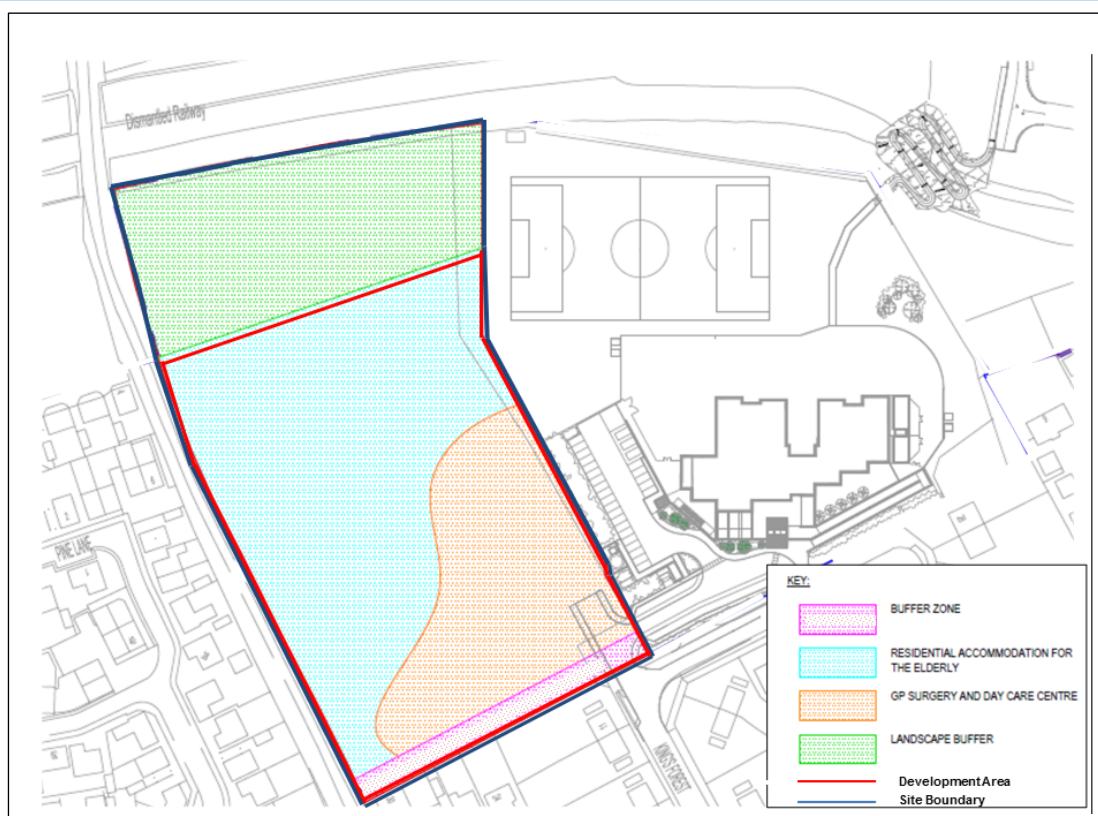 Dismantled Railway
PINE LANE
KING'S FOREST
KEY:
BUFFER ZONE
RESIDENTIAL ACCOMMODATION FOR
THE ELDERLY
GP SURGERY AND DAY CARE CENTRE
LANDSCAPE BUFFER
Development Area
Site Boundary